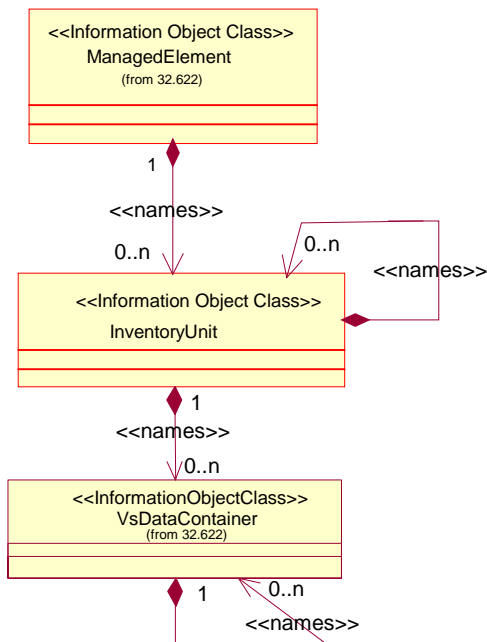 <<Information Object Class>>
ManagedElement
(from 32.622)
1
<<names>>
0..n
0..n
<<names>>
<<Information Object Class>>
InventoryUnit
1
<<names>>
0..n
<<InformationObjectClass>>
VsDataContainer
(from 32.622)
1
0..n
<<names>>